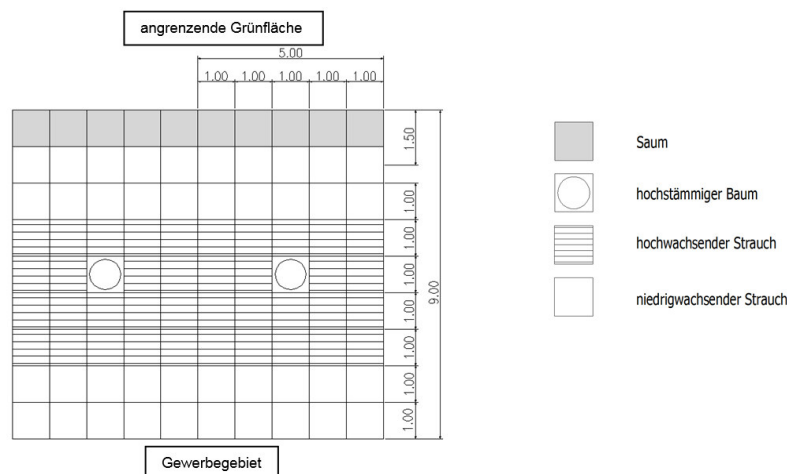 angrenzende Grünfläche
5.00
1.00 1.00 1.00 1.00 1.00
1.50
1.00
1.00
1.00
1.00
1.00
1.00
1.00
9.00
Gewerbegebiet
Saum
hochstämmiger Baum
hochwachsender Strauch
niedrigwachsender Strauch